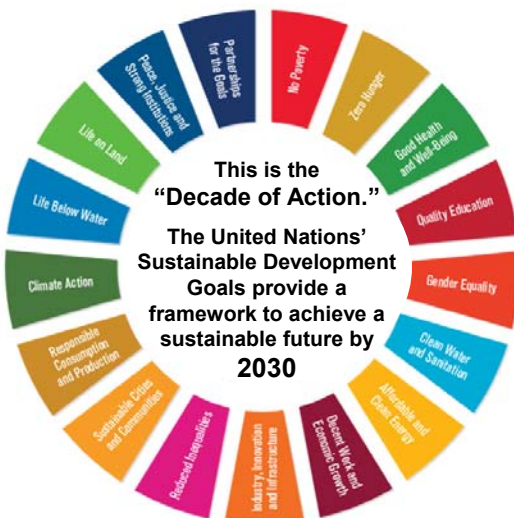 No Poverty
Zero Hunger
Good Health
and Well-Being
Quality Education
Gender Equality
Clean Water
and Sanitation
Affordable and
Clean Energy
Decent Work and
Economic Growth
Industry, Innovation
and Infrastructure
Reduced Inequalities
Sustainable Cities
and Communities
Responsible
Consumption
and Production
Climate Action
Life Below Water
Life on Land
Peace, Justice and
Strong Institutions
Partnerships
for the Goals
This is the
“Decade of Action.”
The United Nations’
Sustainable Development
Goals provide a
framework to achieve a
sustainable future by
2030